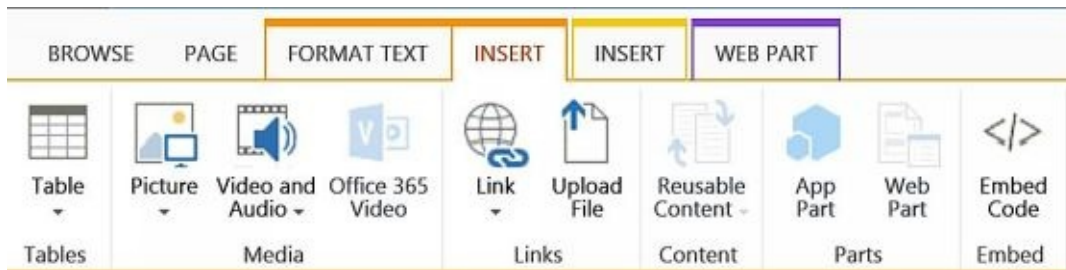 BROWSE PAGE FORMAT TEXT INSERT INSERT WEB PART
Table Picture Video and Audio Office 365 Video Link Upload File Reusable Content App Part Web Part Embed Code
Tables Media Links Content Parts Embed